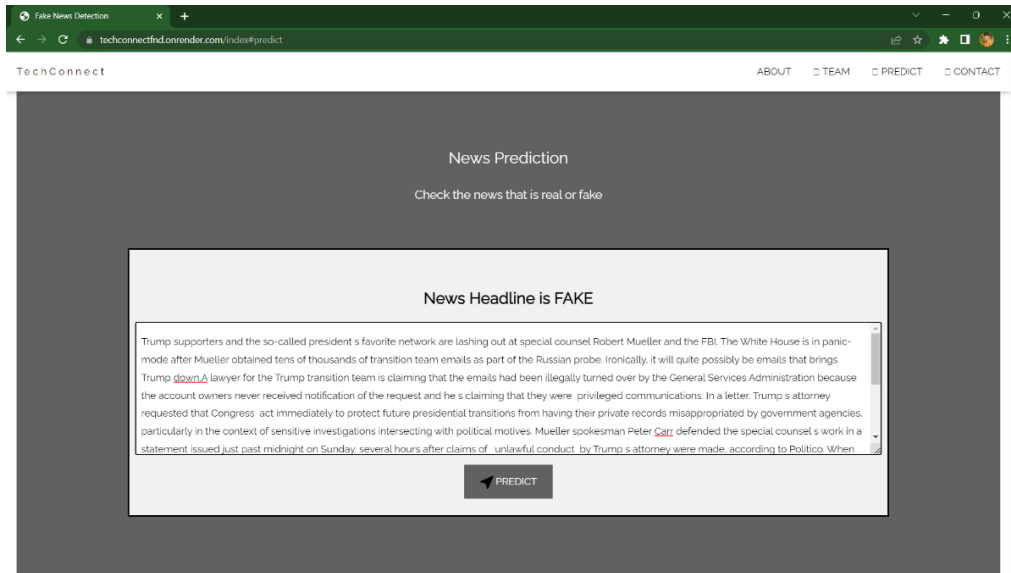 Fake News Detection
techconnectfnd.onrender.com/index#predict
TechConnect
ABOUT
TEAM
PREDICT
CONTACT
News Prediction
Check the news that is real or fake
News Headline is FAKE
Trump supporters and the so-called president s favorite network are lashing out at special counsel Robert Mueller and the FBI. The White House is in panic-
mode after Mueller obtained tens of thousands of transition team emails as part of the Russian probe. Ironically, it will quite possibly be emails that brings
Trump down.A lawyer for the Trump transition team is claiming that the emails had been illegally turned over by the General Services Administration because
the account owners never received notification of the request and he s claiming that they were  privileged communications. In a letter, Trump s attorney
requested that Congress  act immediately to protect future presidential transitions from having their private records misappropriated by government agencies,
particularly in the context of sensitive investigations intersecting with political motives. Mueller spokesman Peter Carr defended the special counsel s work in a
statement issued just past midnight on Sunday, several hours after claims of  unlawful conduct  by Trump s attorney were made, according to Politico. When
PREDICT